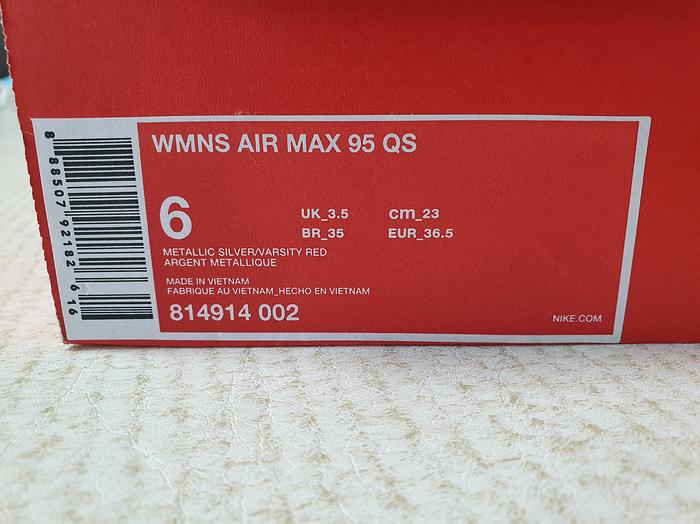 WMNS AIR MAX 95 QS
6
UK_3.5 cm_23
BR_35 EUR_36.5
METALLIC SILVER/VARSITY RED
ARGENT METALLIQUE
MADE IN VIETNAM
FABRIQUE AU VIETNAM_HECHO EN VIETNAM
814914 002
NIKE.COM
8 88507 92182 6 16